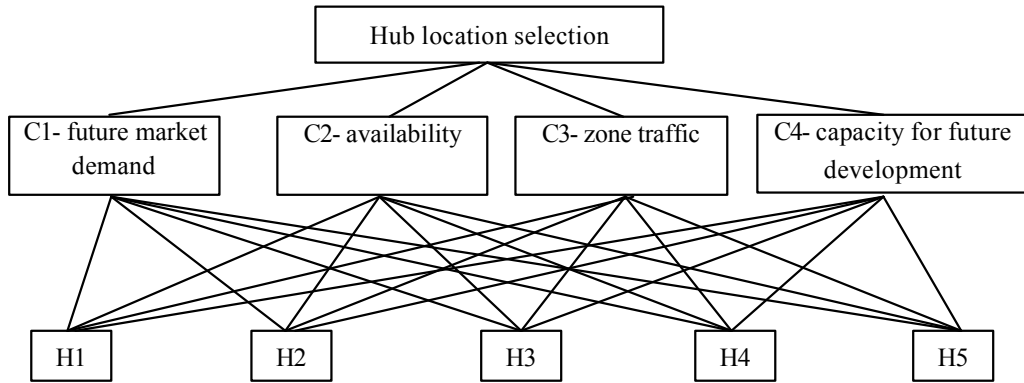 Hub location selection
C1- future market
demand
C2- availability
C3- zone traffic
C4- capacity for future
development
H1
H2
H3
H4
H5